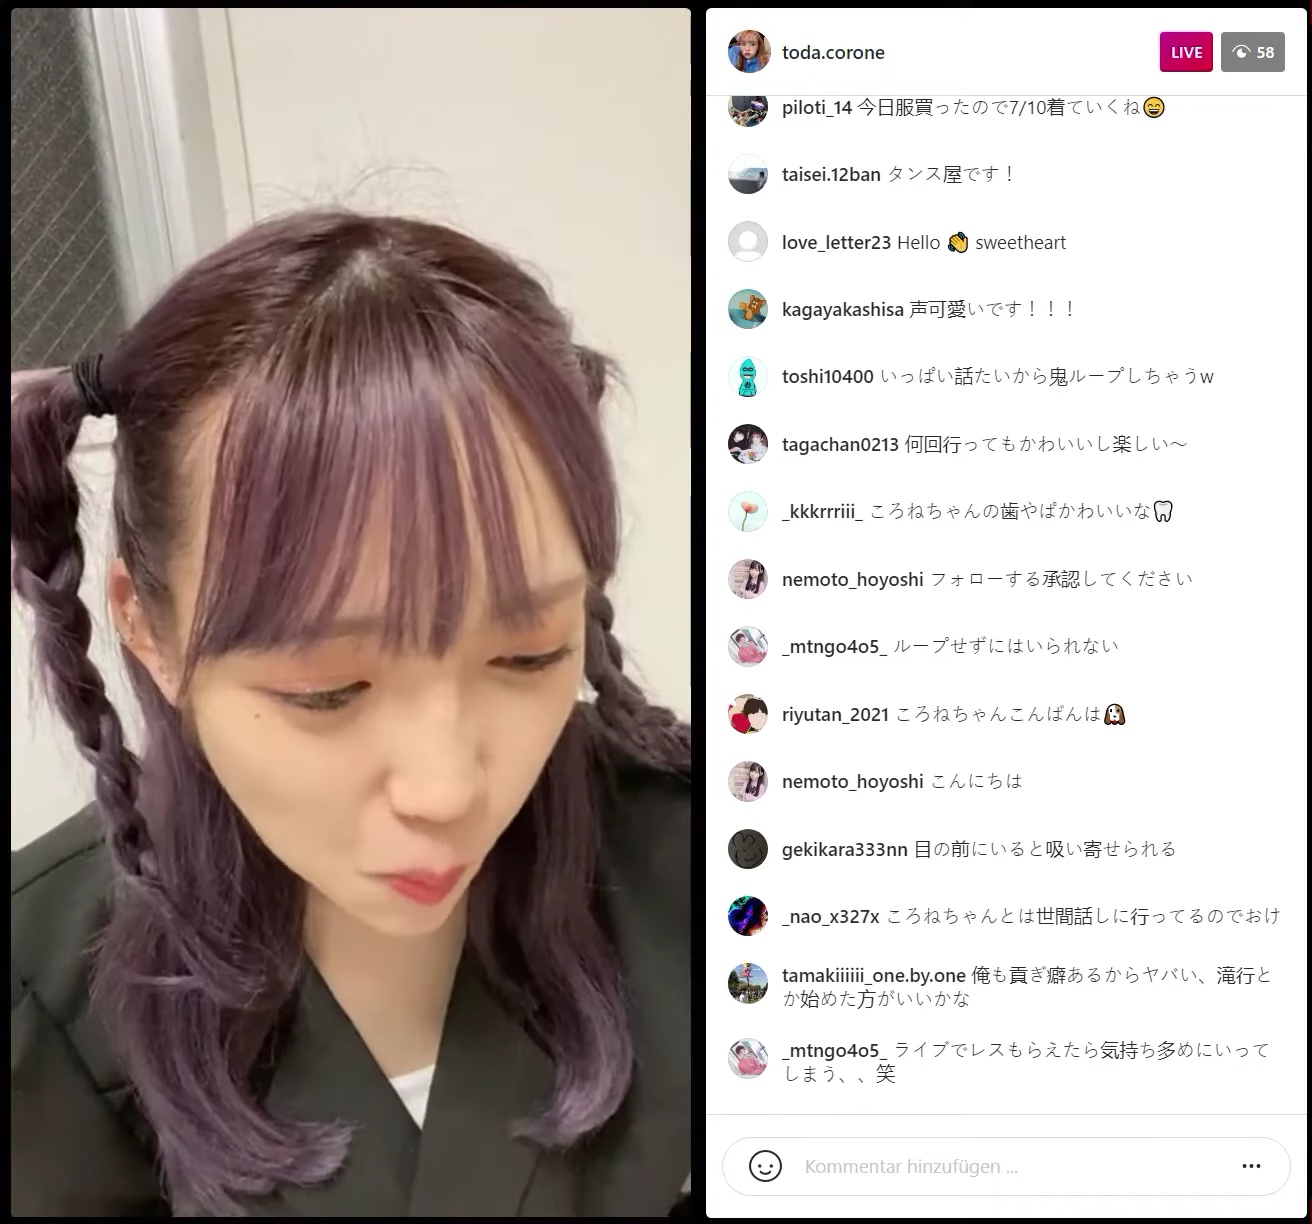 toda.corone
LIVE
58
piloti_14 今日服買ったので7/10着ていくね😄
taisei.12ban タンス屋です！
love_letter23 Hello 👏 sweetheart
kagayakashisa 声可愛いです！！！
toshi10400 いっぱい話たいから鬼ループしちゃうw
tagachan0213 何回行ってもかわいいし楽しい〜
_kkkrrriii_ ころねちゃんの歯やぱかわいいな🦷
nemoto_hoyoshi フォローする承認してください
_mtngo4o5_ ループせずにはいられない
riyutan_2021 ころねちゃんこんばんは🐶
nemoto_hoyoshi こんにちは
gekikara333nn 目の前にいると吸い寄せられる
_nao_x327x ころねちゃんとは世間話しに行ってるのでおけ
tamakiiiiii_one.by.one 俺も貢ぎ癖あるからヤバい、滝行と
か始めた方がいいかな
_mtngo4o5_ ライブでレスもらえたら気持ち多めにいって
しまう、、笑
Kommentar hinzufügen ...